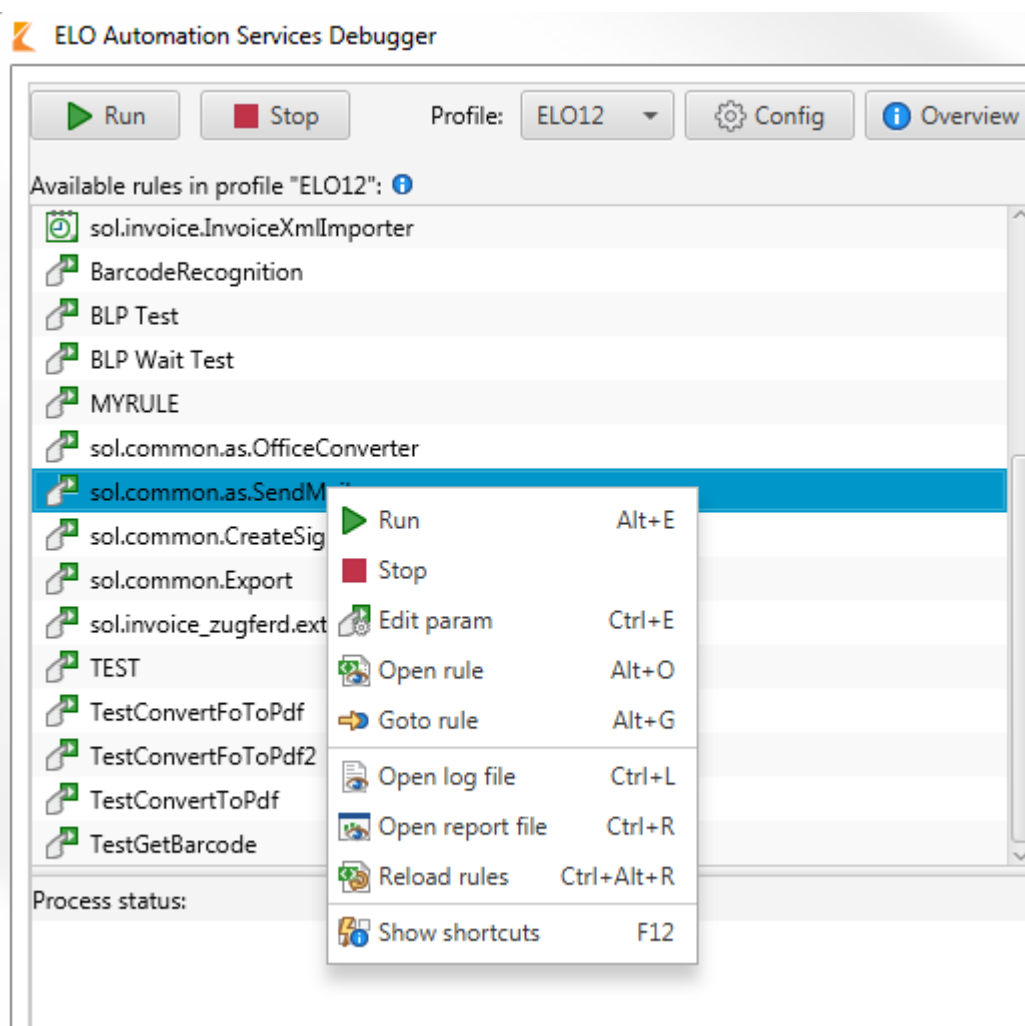 ELO Automation Services Debugger
Run Stop Profile: ELO12 Config Overview
Available rules in profile "ELO12":
sol.invoice.InvoiceXmlImporter
BarcodeRecognition
BLP Test
BLP Wait Test
MYRULE
sol.common.as.OfficeConverter
sol.common.as.SendM
sol.common.CreateSig
sol.common.Export
sol.invoice_zugferd.ext
TEST
TestConvertFoToPdf
TestConvertFoToPdf2
TestConvertToPdf
TestGetBarcode
Run Alt+E
Stop
Edit param Ctrl+E
Open rule Alt+O
Goto rule Alt+G
Open log file Ctrl+L
Open report file Ctrl+R
Reload rules Ctrl+Alt+R
Show shortcuts F12
Process status: